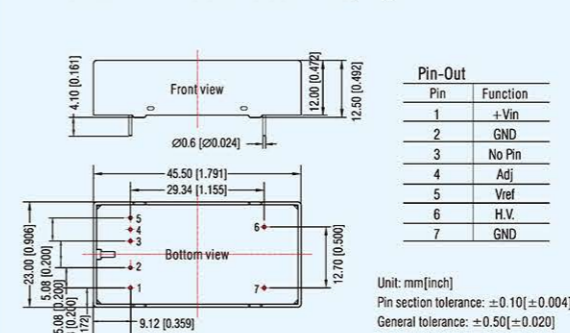 4.10 [0.161]
Front view
12.00 [0.472]
12.50 [0.492]
Ø0.6 [Ø0.024]
45.50 [1.791]
29.34 [1.155]
23.00 [0.906]
5.08 [0.200]
5.08 [0.200]
5
4
3
2
1
Bottom view
6
7
12.70 [0.500]
9.12 [0.359]
Pin-Out
Pin Function
1 +Vin
2 GND
3 No Pin
4 Adj
5 Vref
6 H.V.
7 GND
Unit: mm[inch]
Pin section tolerance: ±0.10[±0.004]
General tolerance: ±0.50[±0.020]